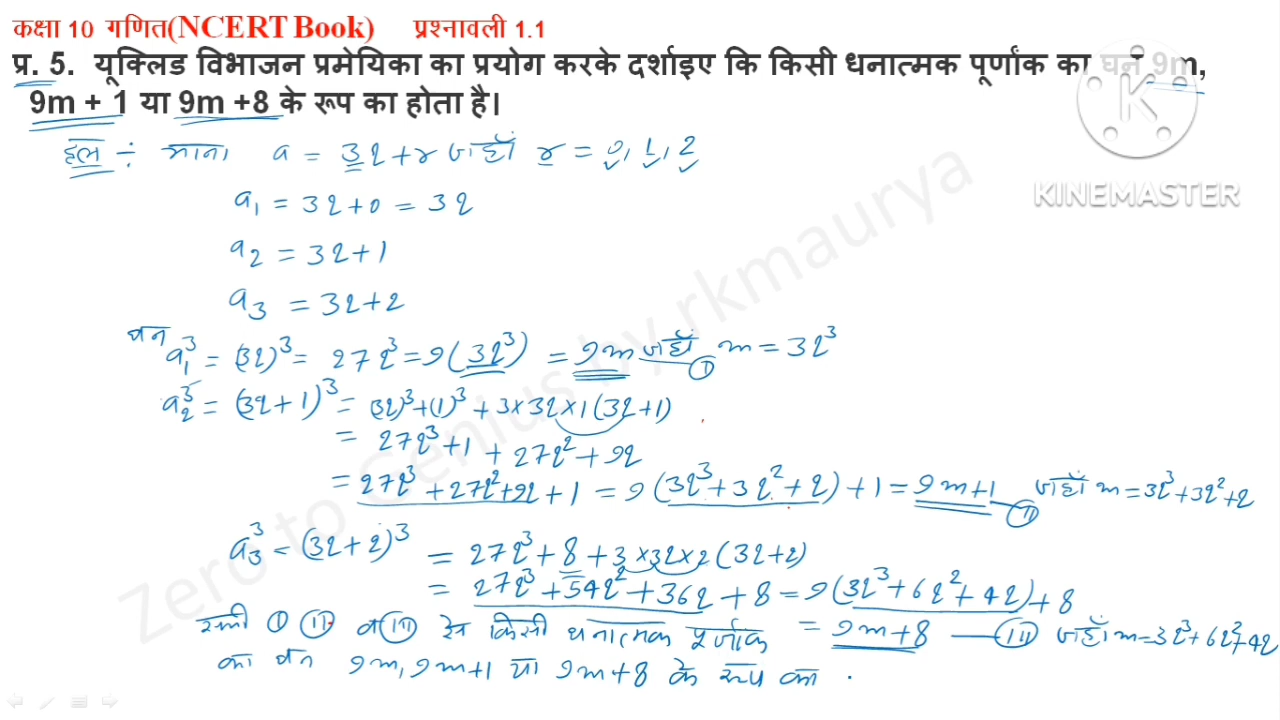 कक्षा 10 गणित(NCERT Book) प्रश्नावली 1.1
प्र. 5. यूक्लिड विभाजन प्रमेयिका का प्रयोग करके दर्शाइए कि किसी धनात्मक पूर्णांक का घन 9m,
9m + 1 या 9m +8 के रूप का होता है।
KINEMASTER
हल ÷ माना a = 3q+r जहाँ r = 0, 1, 2
a₁ = 3q+0 = 3q
a₂ = 3q+1
a₃ = 3q+2
घन a₁³ = (3q)³ = 27q³ = 9(3q³) = 9m जहाँ m = 3q³ — (I)
a₂³ = (3q+1)³ = (3q)³+(1)³ + 3×3q×1(3q+1)
= 27q³+1 + 27q²+9q
= 27q³+27q²+9q+1 = 9(3q³+3q²+q)+1 = 9m+1 — (II) जहाँ m = 3q³+3q²+q
a₃³ = (3q+2)³ = 27q³+8+3×3q×2(3q+2)
= 27q³+54q²+36q+8 = 9(3q³+6q²+4q)+8
= 9m+8 — (III) जहाँ m=3q³+6q²+4q
(I) (II) व (III) से किसी धनात्मक पूर्णांक
का घन 9m, 9m+1 या 9m+8 के रूप का .
Zero to Genius by rkmaurya